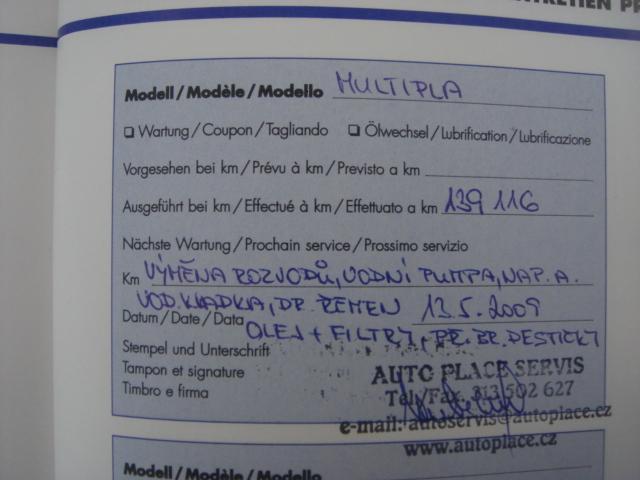 ENTRETIEN PR
Modell / Modèle / Modello MULTIPLA
Wartung / Coupon / Tagliando Ölwechsel / Lubrification / Lubrificazione
Vorgesehen bei km / Prévu à km / Previsto a km
Ausgeführt bei km / Effectué à km / Effettuato a km 139 116
Nächste Wartung / Prochain service / Prossimo servizio
Km VÝMĚNA ROZVODŮ, VODNÍ PUMPA, NAP. A.
VOD. KLADKA, DR. ŘEMEN 13.5.2009
Datum / Date / Data OLEJ + FILTRY, PŘ. BR. DESTIČKY
Stempel und Unterschrift
Tampon et signature AUTO PLACE SERVIS
Timbro e firma Tel./Fax. 313 502 627
e-mail: autoservis@autoplace.cz
www.autoplace.cz
Modell / Modèle / Modello